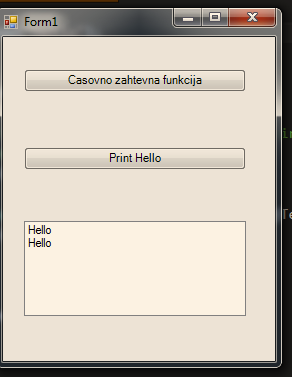 Form1
Casovno zahtevna funkcija
Print Hello
Hello
Hello